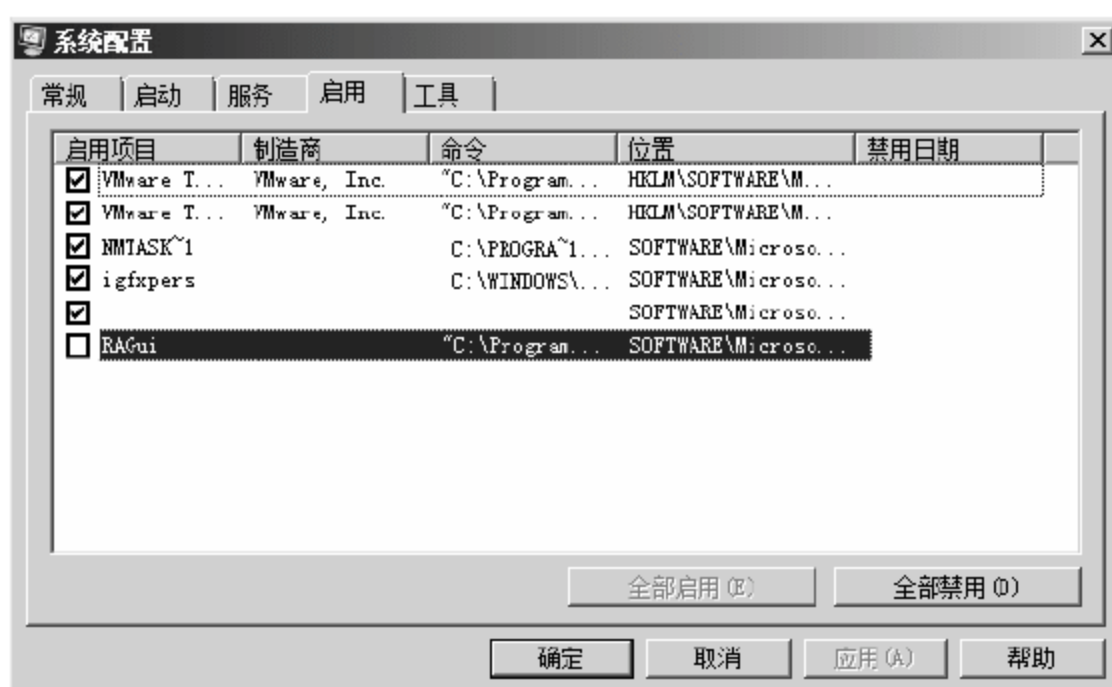 系统配置
常规 启动 服务 启用 工具
启用项目 制造商 命令 位置 禁用日期
VMware T... VMware, Inc. "C:\Program... HKLM\SOFTWARE\M...
VMware T... VMware, Inc. "C:\Program... HKLM\SOFTWARE\M...
NMTASK~1 C:\PROGRA~1... SOFTWARE\Microso...
igfxpers C:\WINDOWS\... SOFTWARE\Microso...
SOFTWARE\Microso...
RAGui "C:\Program... SOFTWARE\Microso...
全部启用(E) 全部禁用(D)
确定 取消 应用(A) 帮助